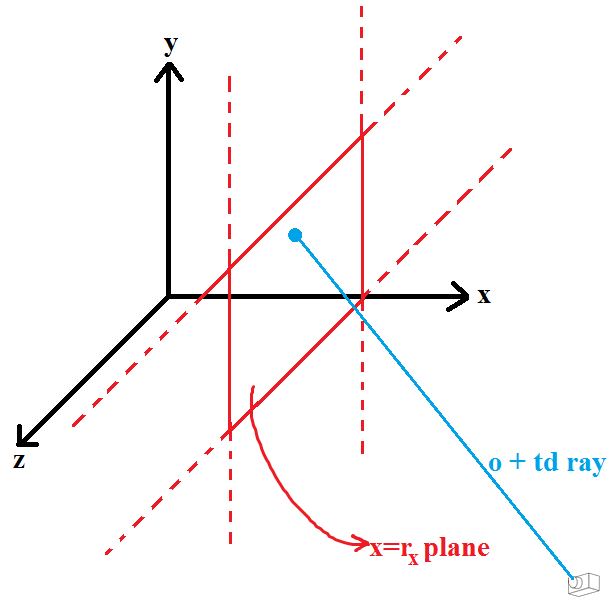 y
x
z
o + td ray
x=rₓ plane